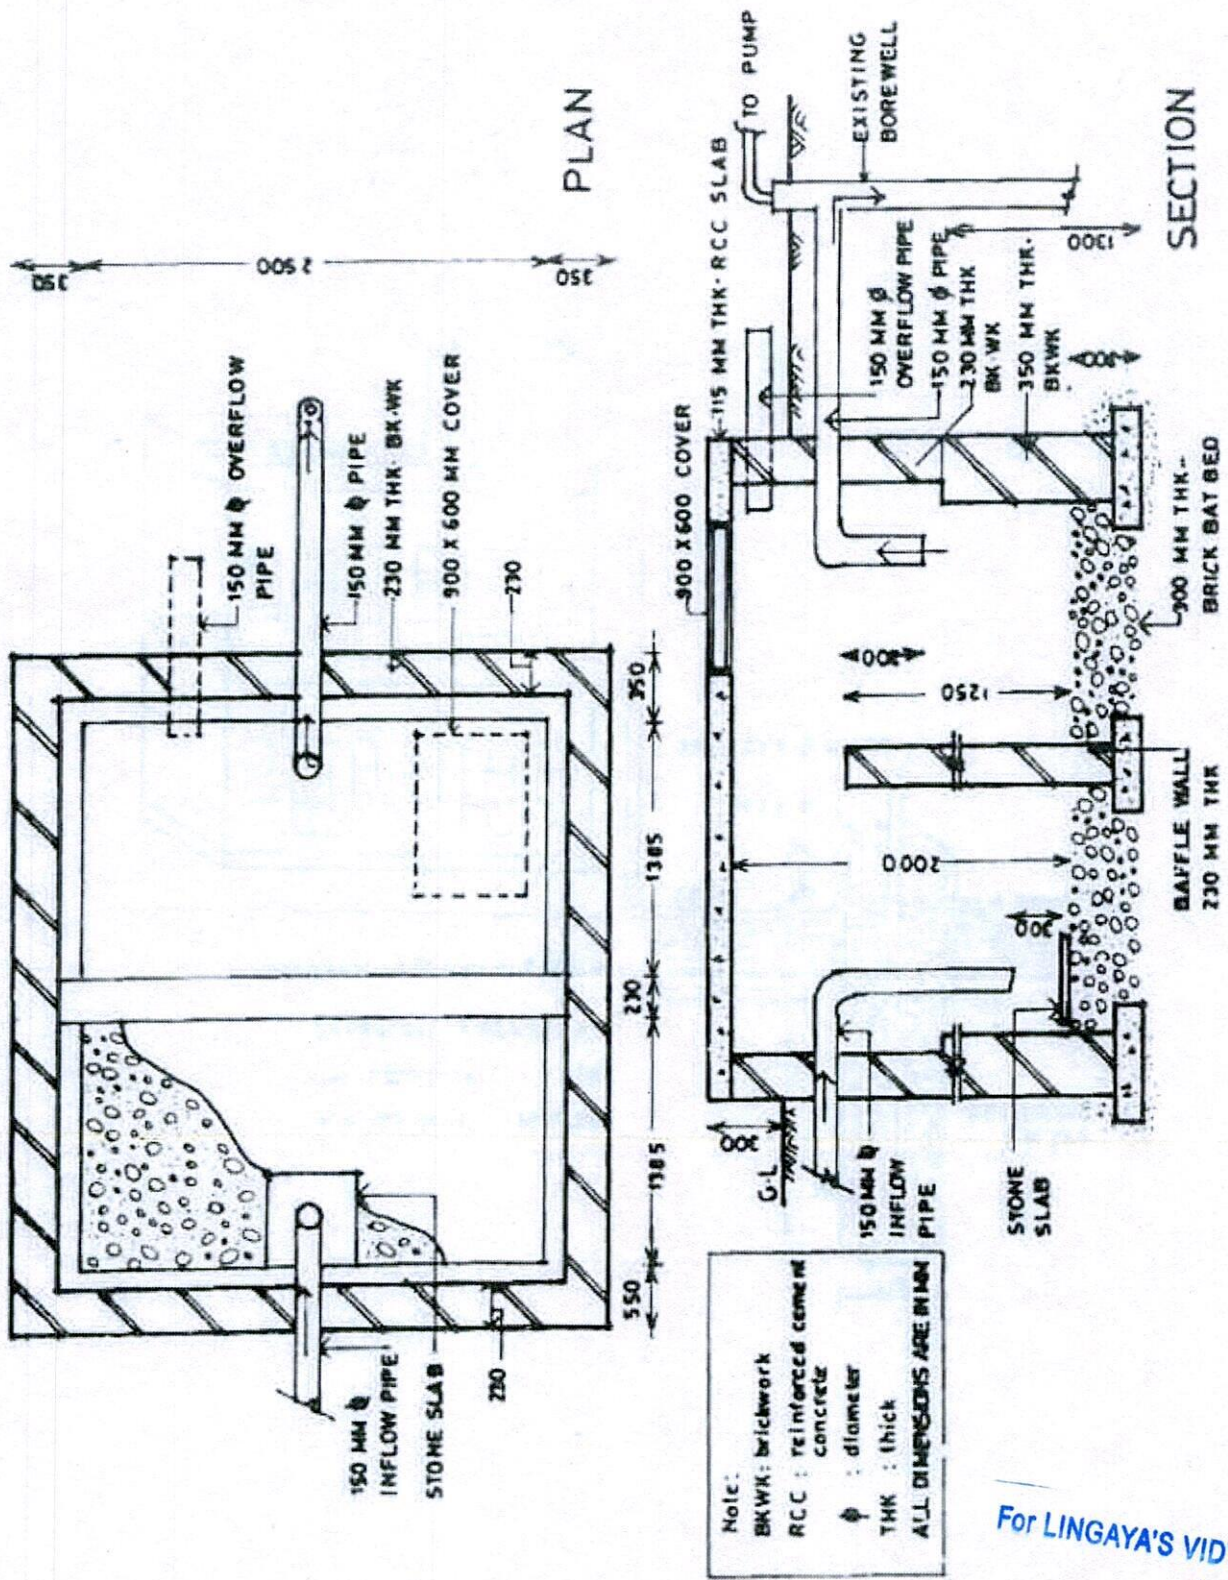 PLAN
350
2500
350
150 MM φ OVERFLOW
PIPE
150 MM φ PIPE
230 MM THK· BK·WK
900 X 600 MM COVER
230
550
1385
230
1385
350
150 MM φ
INFLOW PIPE
STONE SLAB
230
SECTION
900 X 600 COVER
115 MM THK· RCC SLAB
TO PUMP
EXISTING
BOREWELL
150 MM φ
OVERFLOW PIPE
150 MM φ PIPE
230 MM THK
BK·WK
350 MM THK·
BKWK
1300
300
G·L
2000
1250
300
150 MM φ
INFLOW
PIPE
STONE
SLAB
BAFFLE WALL
230 MM THK
MM THK·
BRICK BAT BED
Note:
BKWK: brickwork
RCC : reinforced cement
concrete
φ : diameter
THK : thick
ALL DIMENSIONS ARE IN MM
For LINGAYA'S VID